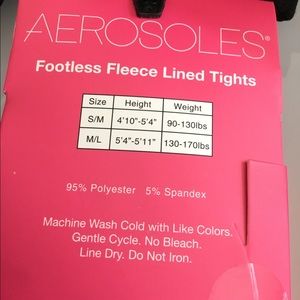 AEROSOLES®
Footless Fleece Lined Tights
Size Height Weight
S/M 4'10"-5'4" 90-130lbs
M/L 5'4"-5'11" 130-170lbs
95% Polyester 5% Spandex
Machine Wash Cold with Like Colors.
Gentle Cycle. No Bleach.
Line Dry. Do Not Iron.